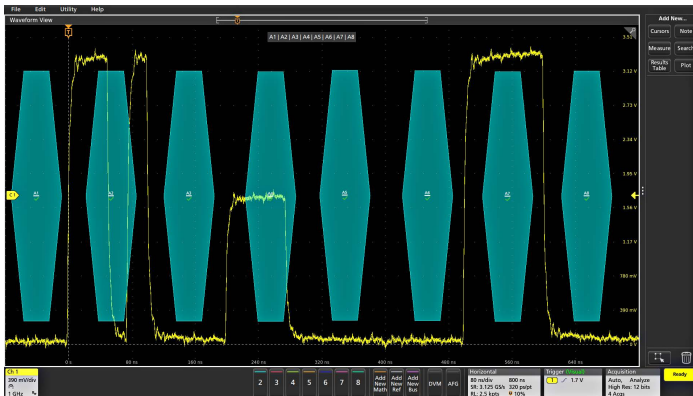 File Edit Utility Help
Waveform View
Add New...
Cursors Note
Measure Search
Results Table Plot
A1 | A2 | A3 | A4 | A5 | A6 | A7 | A8
T
3.51
3.12 V
2.73 V
2.34 V
1.95 V
1.56 V
1.17 V
780 mV
390 mV
C1
A1 A2 A3 A5 A6 A7 A8
0 s 80 ns 160 ns 240 ns 320 ns 400 ns 480 ns 560 ns 640 ns
Ch 1
390 mV/div
1 GHz
2 3 4 5 6 7 8
Add New Math
Add New Ref
Add New Bus
DVM AFG
Horizontal
80 ns/div 800 ns
SR: 3.125 GS/s 320 ps/pt
RL: 2.5 kpts 10%
Trigger (Visual)
1 1.7 V
Acquisition
Auto, Analyze
High Res: 12 bits
4 Acqs
Ready